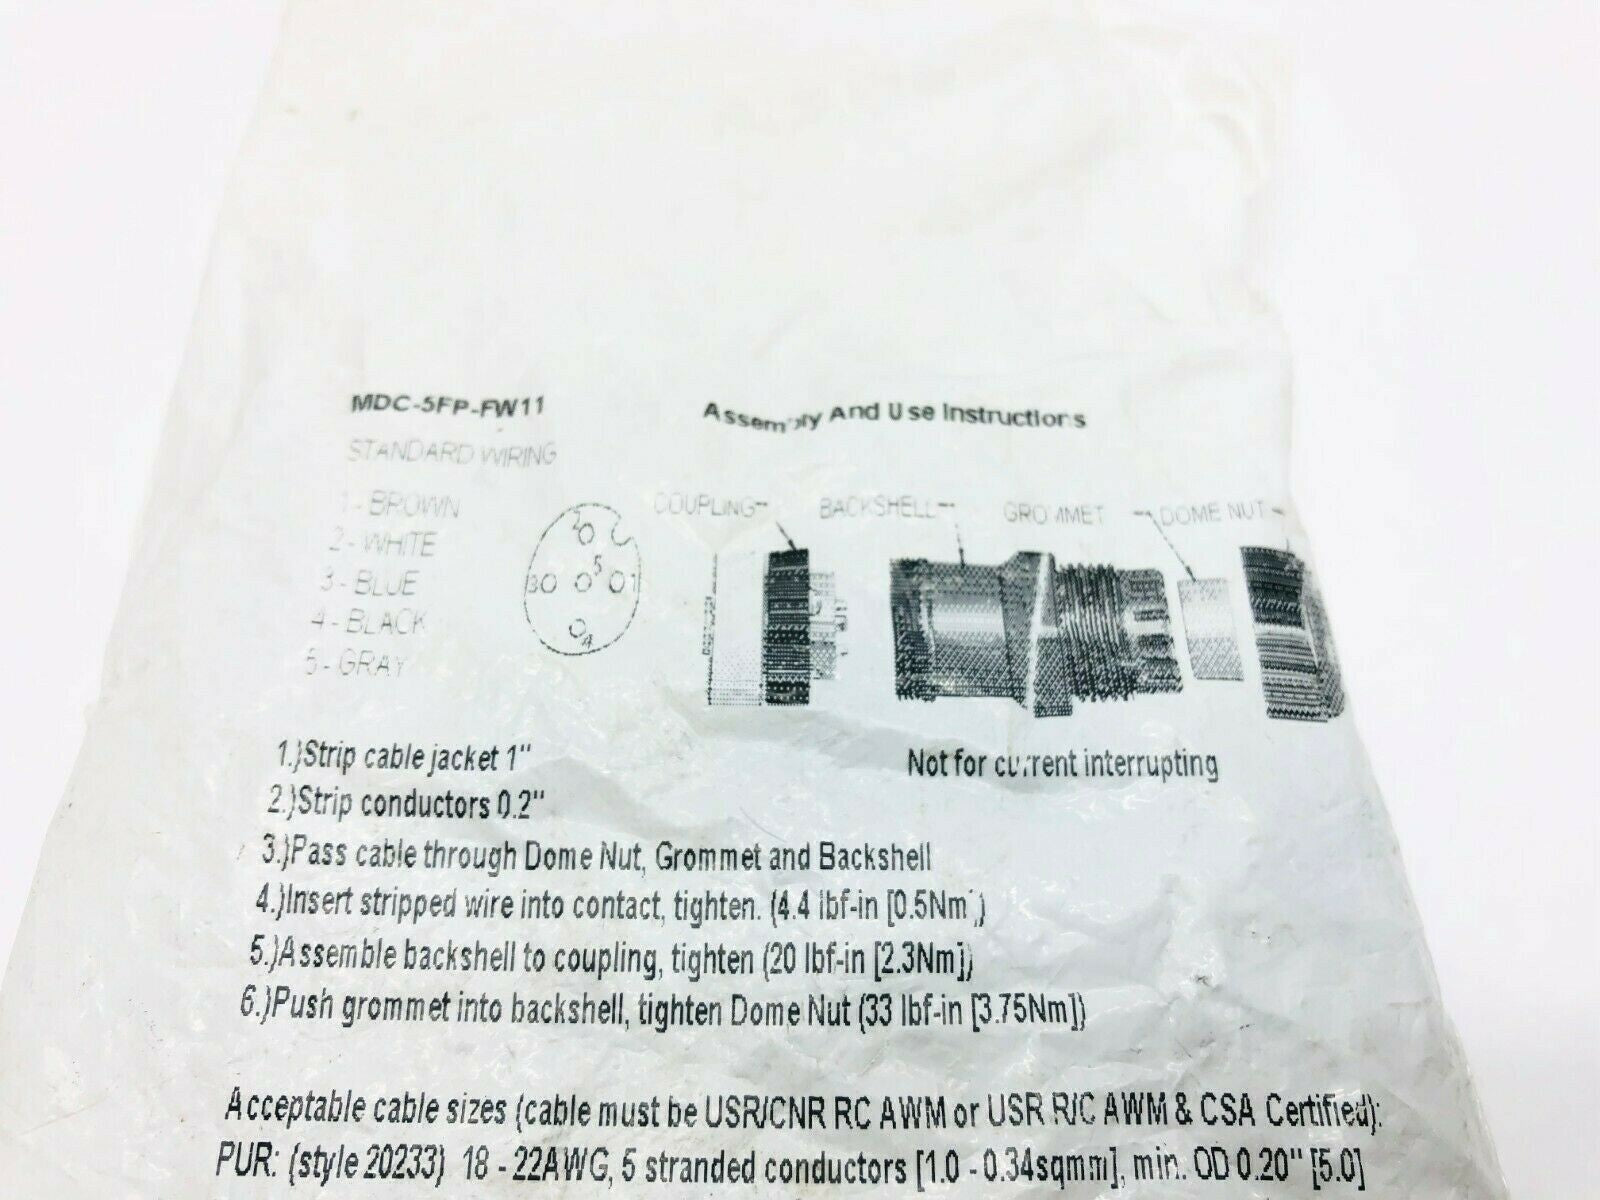 MDC-5FP-FW11
Assembly And Use Instructions
STANDARD WIRING
1 - BROWN
2 - WHITE
3 - BLUE
4 - BLACK
5 - GRAY
2
3
5
1
4
COUPLING
BACKSHELL
GROMMET
DOME NUT
1.)Strip cable jacket 1"
Not for current interrupting
2.)Strip conductors 0.2"
3.)Pass cable through Dome Nut, Grommet and Backshell
4.)Insert stripped wire into contact, tighten. (4.4 lbf-in [0.5Nm])
5.)Assemble backshell to coupling, tighten (20 lbf-in [2.3Nm])
6.)Push grommet into backshell, tighten Dome Nut (33 lbf-in [3.75Nm])
Acceptable cable sizes (cable must be USR/CNR RC AWM or USR R/C AWM & CSA Certified):
PUR: (style 20233) 18 - 22AWG, 5 stranded conductors [1.0 - 0.34sqmm], min. OD 0.20" [5.0]